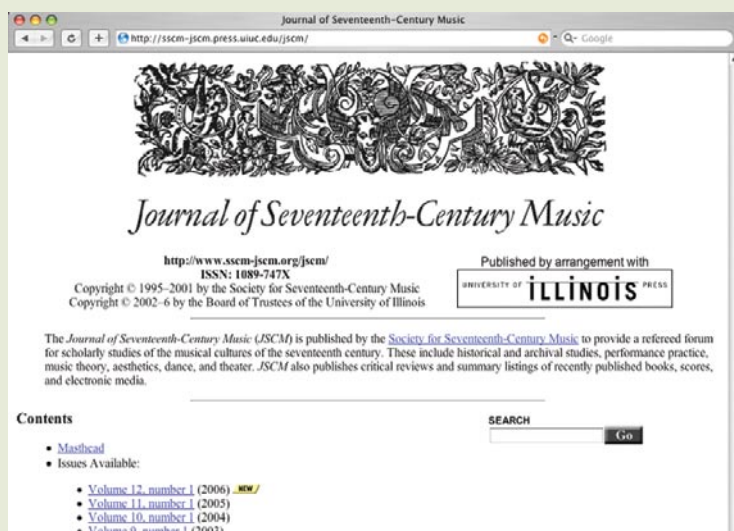 Journal of Seventeenth-Century Music
http://sscm-jscm.press.uiuc.edu/jscm/
Google
Journal of Seventeenth-Century Music
http://www.sscm-jscm.org/jscm/
ISSN: 1089-747X
Copyright © 1995–2001 by the Society for Seventeenth-Century Music
Copyright © 2002–6 by the Board of Trustees of the University of Illinois
Published by arrangement with
UNIVERSITY OF ILLINOIS PRESS
The Journal of Seventeenth-Century Music (JSCM) is published by the Society for Seventeenth-Century Music to provide a refereed forum
for scholarly studies of the musical cultures of the seventeenth century. These include historical and archival studies, performance practice,
music theory, aesthetics, dance, and theater. JSCM also publishes critical reviews and summary listings of recently published books, scores,
and electronic media.
Contents
• Masthead
• Issues Available:
• Volume 12, number 1 (2006) NEW
• Volume 11, number 1 (2005)
• Volume 10, number 1 (2004)
• Volume 9, number 1 (2003)
SEARCH
Go